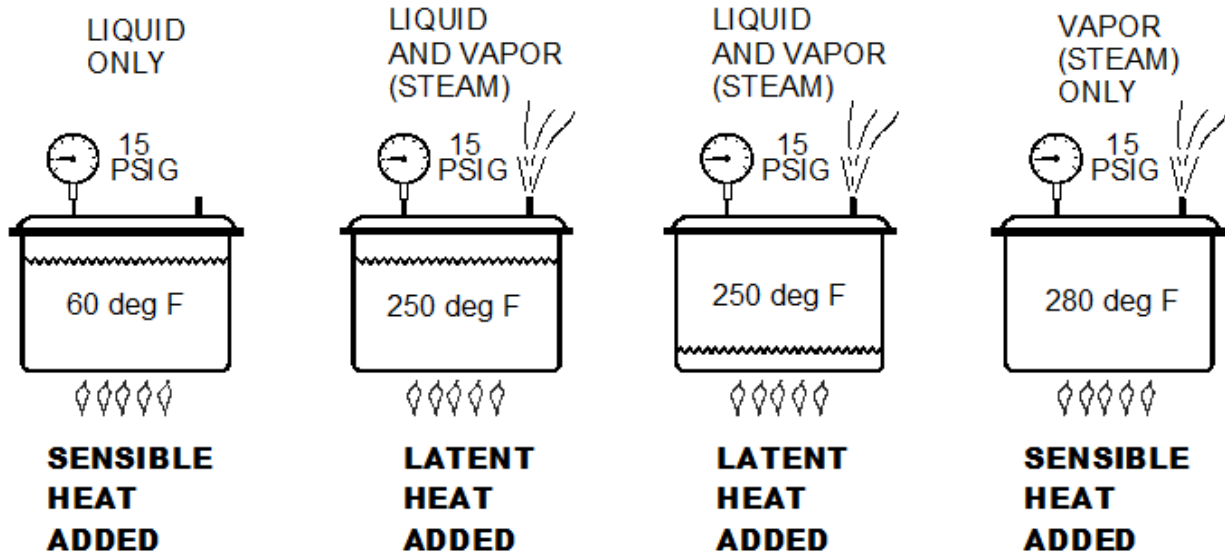 LIQUID
ONLY
15
PSIG
60 deg F
SENSIBLE
HEAT
ADDED
LIQUID
AND VAPOR
(STEAM)
15
PSIG
250 deg F
LATENT
HEAT
ADDED
LIQUID
AND VAPOR
(STEAM)
15
PSIG
250 deg F
LATENT
HEAT
ADDED
VAPOR
(STEAM)
ONLY
15
PSIG
280 deg F
SENSIBLE
HEAT
ADDED